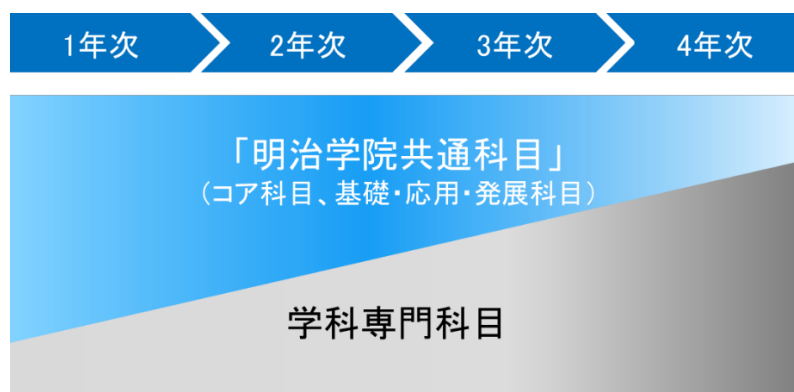 1年次 2年次 3年次 4年次
「明治学院共通科目」
(コア科目、基礎・応用・発展科目)
学科専門科目